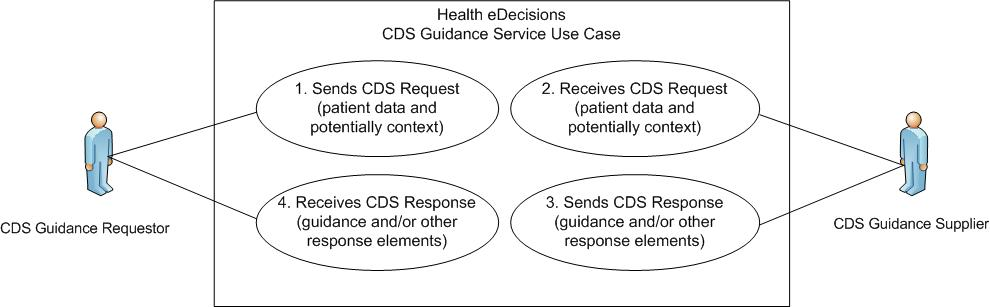 Health eDecisions
CDS Guidance Service Use Case
1. Sends CDS Request
(patient data and
potentially context)
2. Receives CDS Request
(patient data and
potentially context)
4. Receives CDS Response
(guidance and/or other
response elements)
3. Sends CDS Response
(guidance and/or other
response elements)
CDS Guidance Requestor
CDS Guidance Supplier